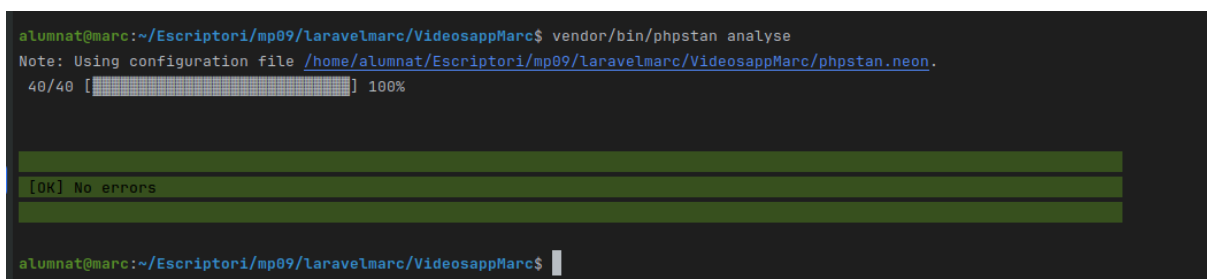 alumnat@marc:~/Escriptori/mp09/laravelmarc/VideosappMarc$ vendor/bin/phpstan analyse
Note: Using configuration file /home/alumnat/Escriptori/mp09/laravelmarc/VideosappMarc/phpstan.neon.
40/40 [▓▓▓▓▓▓▓▓▓▓▓▓▓▓▓▓▓▓▓▓▓▓▓▓▓▓▓▓] 100%
[OK] No errors
alumnat@marc:~/Escriptori/mp09/laravelmarc/VideosappMarc$